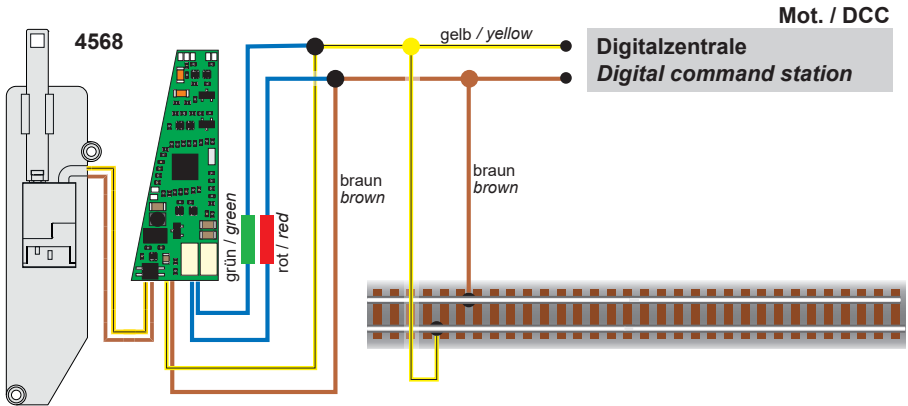 Mot. / DCC
4568
gelb / yellow
Digitalzentrale
Digital command station
braun
brown
braun
brown
grün / green
rot / red